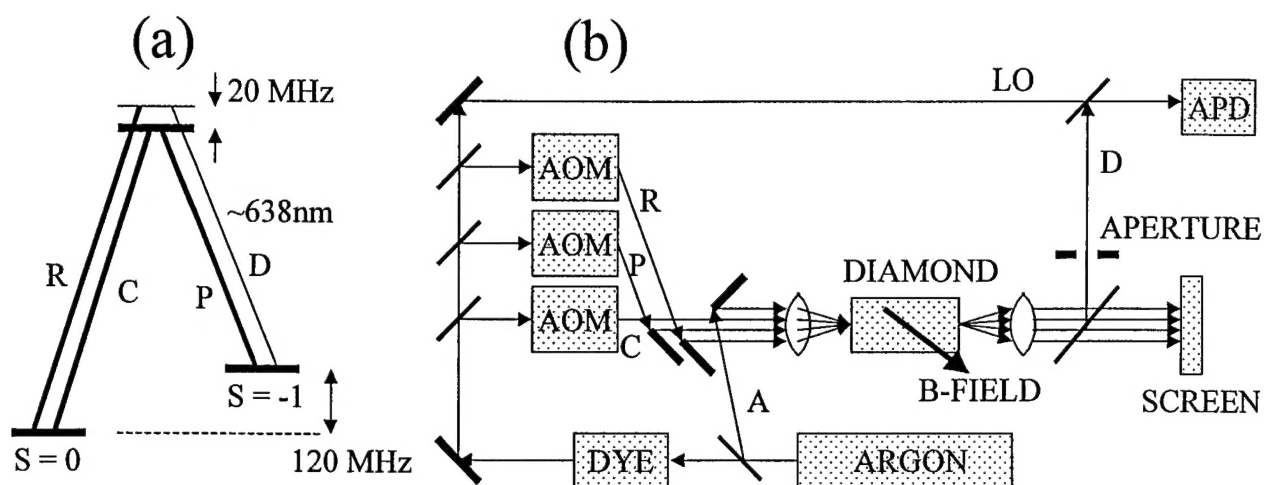 (a)
20 MHz
~638nm
R
C
P
D
S = -1
S = 0
120 MHz
(b)
LO
APD
AOM
R
D
AOM
P
APERTURE
DIAMOND
AOM
C
B-FIELD
SCREEN
A
DYE
ARGON